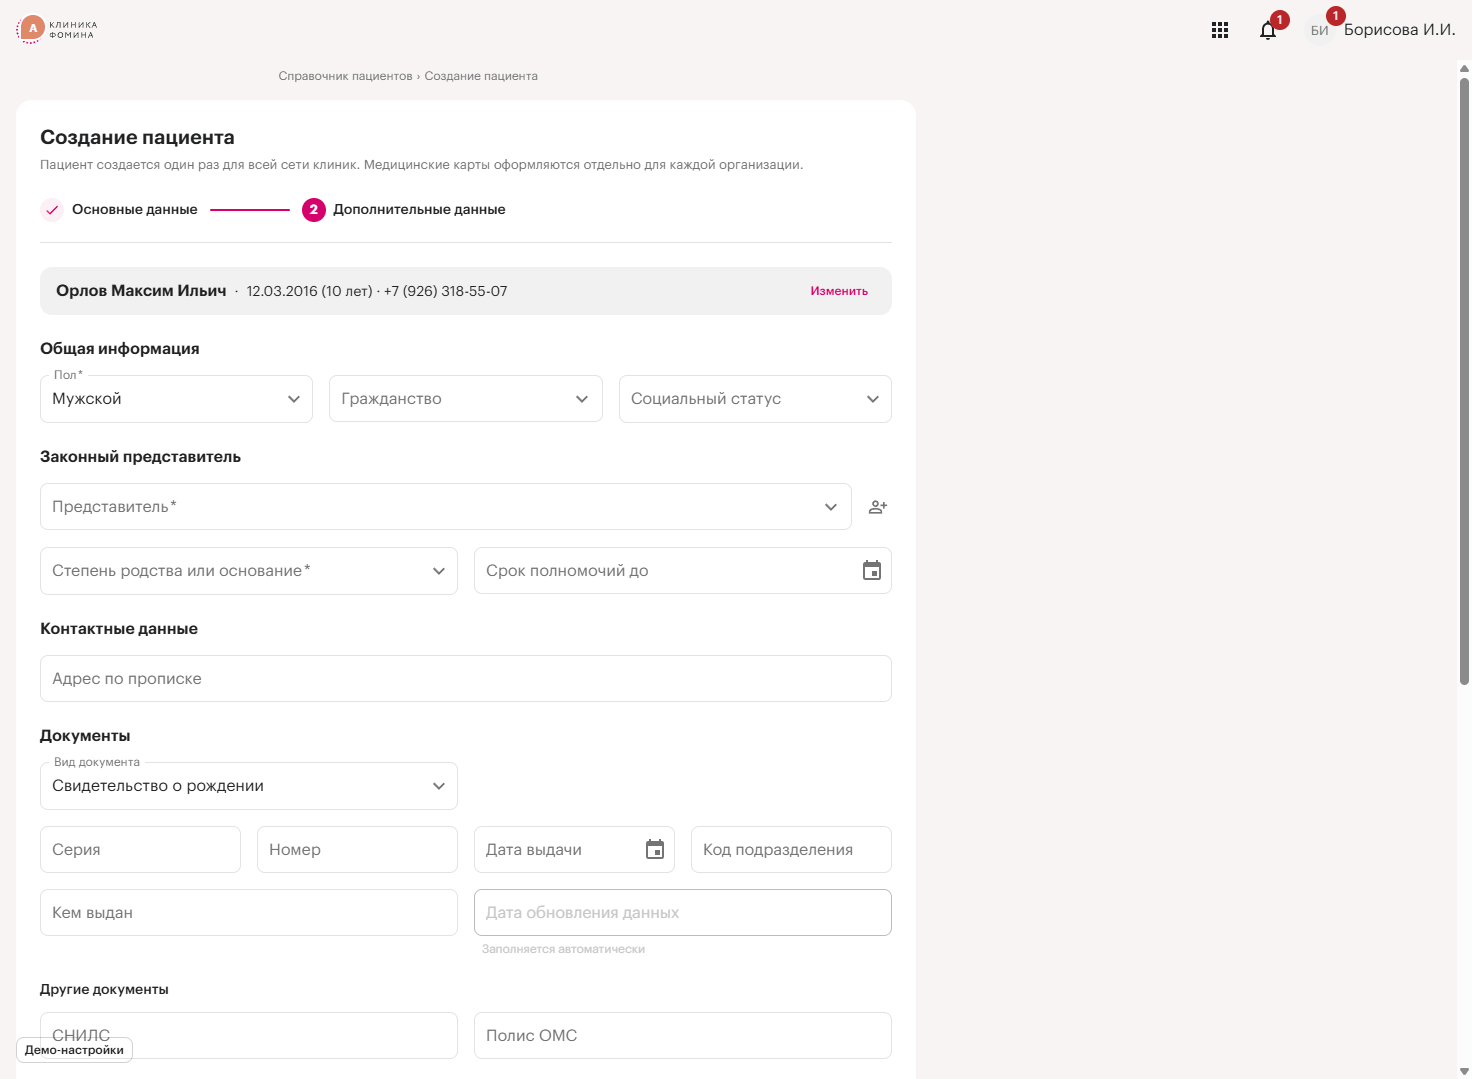 А
КЛИНИКА
ФОМИНА
1
БИ
1
Борисова И.И.
Справочник пациентов › Создание пациента
Создание пациента
Пациент создается один раз для всей сети клиник. Медицинские карты оформляются отдельно для каждой организации.
Основные данные
2 Дополнительные данные
Орлов Максим Ильич · 12.03.2016 (10 лет) · +7 (926) 318-55-07
Изменить
Общая информация
Пол*
Мужской
Гражданство
Социальный статус
Законный представитель
Представитель*
Степень родства или основание*
Срок полномочий до
Контактные данные
Адрес по прописке
Документы
Вид документа
Свидетельство о рождении
Серия
Номер
Дата выдачи
Код подразделения
Кем выдан
Дата обновления данных
Заполняется автоматически
Другие документы
СНИЛС
Полис ОМС
Демо-настройки